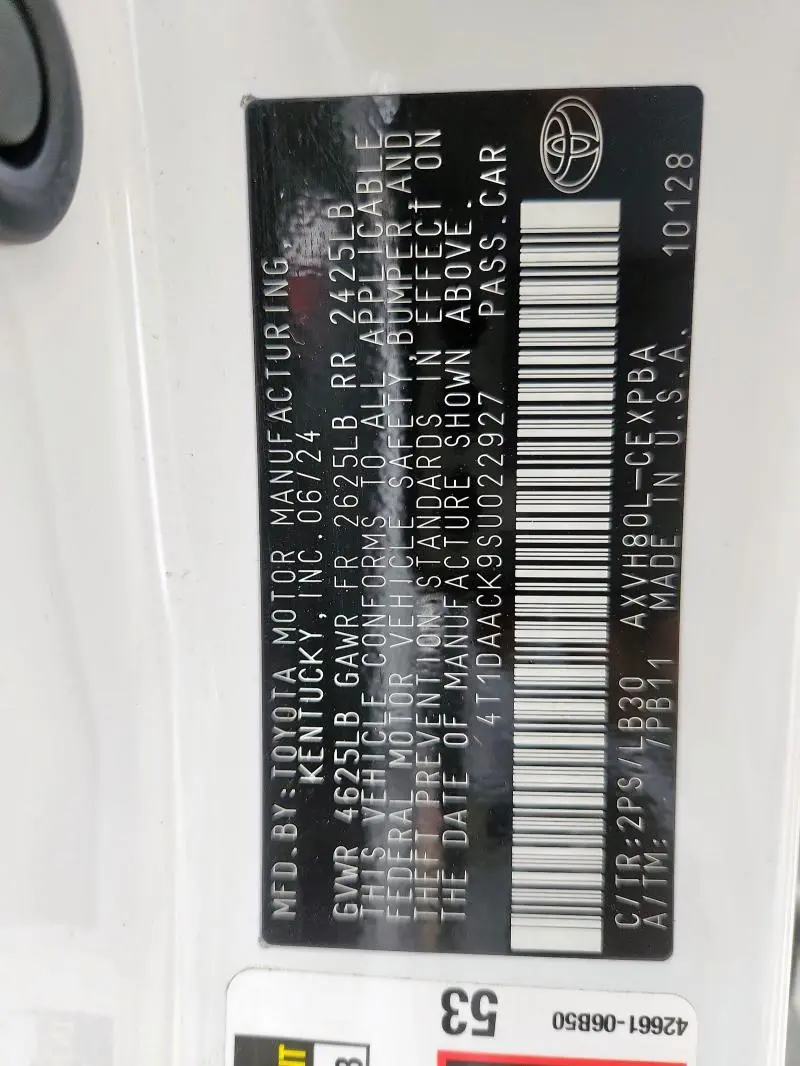 MFD.BY:TOYOTA MOTOR MANUFACTURING,
KENTUCKY, INC. 06/24
GVWR 4625LB GAWR FR 2625LB RR 2425LB
THIS VEHICLE CONFORMS TO ALL APPLICABLE
FEDERAL MOTOR VEHICLE SAFETY, BUMPER, AND
THEFT PREVENTION STANDARDS IN EFFECT ON
THE DATE OF MANUFACTURE SHOWN ABOVE.
4T1DAACK9SU022927 PASS.CAR
C/TR:2PS/LB30 AXVH80L-CEXPBA
A/TM: 7PB11 MADE IN U.S.A. 10128
53
42661-06B50